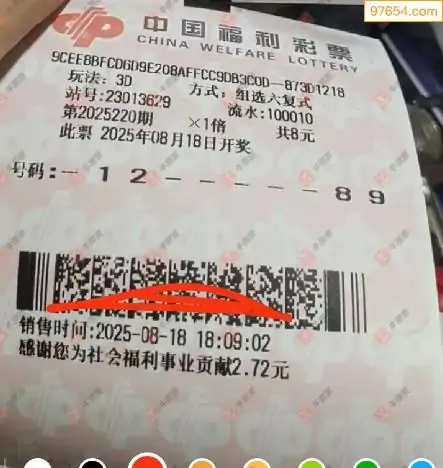 97654.com
中国福利彩票
CHINA WELFARE LOTTERY
9CEEBBFCD6D9E208AFFCC9DB3C0D--873D1218
玩法: 3D 方式: 组选六复式
站号: 23013629 流水: 100010
第2025220期 ×1倍 共8元
此票 2025年08月18日开奖
号码: - 1 2 - - - - - 8 9
销售时间:2025-08-18 18:09:02
感谢您为社会福利事业贡献2.72元